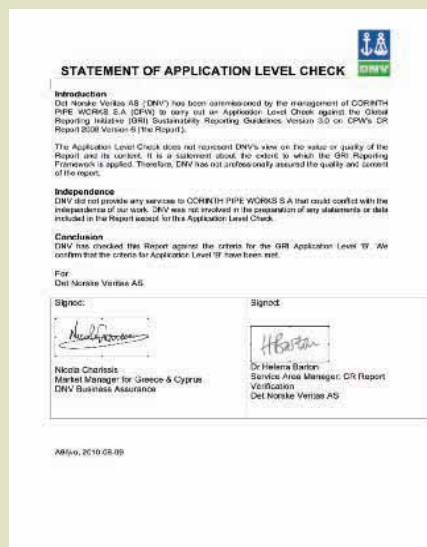 DNV
STATEMENT OF APPLICATION LEVEL CHECK
Introduction
Det Norske Veritas AS ('DNV') has been commissioned by the management of CORINTH
PIPE WORKS S.A (CPW) to carry out an Application Level Check against the Global
Reporting Initiative (GRI) Sustainability Reporting Guidelines Version 3.0 on CPW's CR
Report 2008 Version 6 ('the Report').
The Application Level Check does not represent DNV's view on the value or quality of the
Report and its content. It is a statement about the extent to which the GRI Reporting
Framework is applied. Therefore, DNV has not professionally assured the quality and content
of the report.
Independence
DNV did not provide any services to CORINTH PIPE WORKS S A that could conflict with the
independence of our work. DNV was not involved in the preparation of any statements or data
included in the Report except for this Application Level Check.
Conclusion
DNV has checked this Report against the criteria for the GRI Application Level 'B'. We
confirm that the criteria for Application Level 'B' have been met.
For
Det Norske Veritas AS
Signed:
Signed:
HBarton
Nicola Charissis
Market Manager for Greece & Cyprus
DNV Business Assurance
Dr Helena Barton
Service Area Manager: CR Report
Verification
Det Norske Veritas AS
2010-08-09